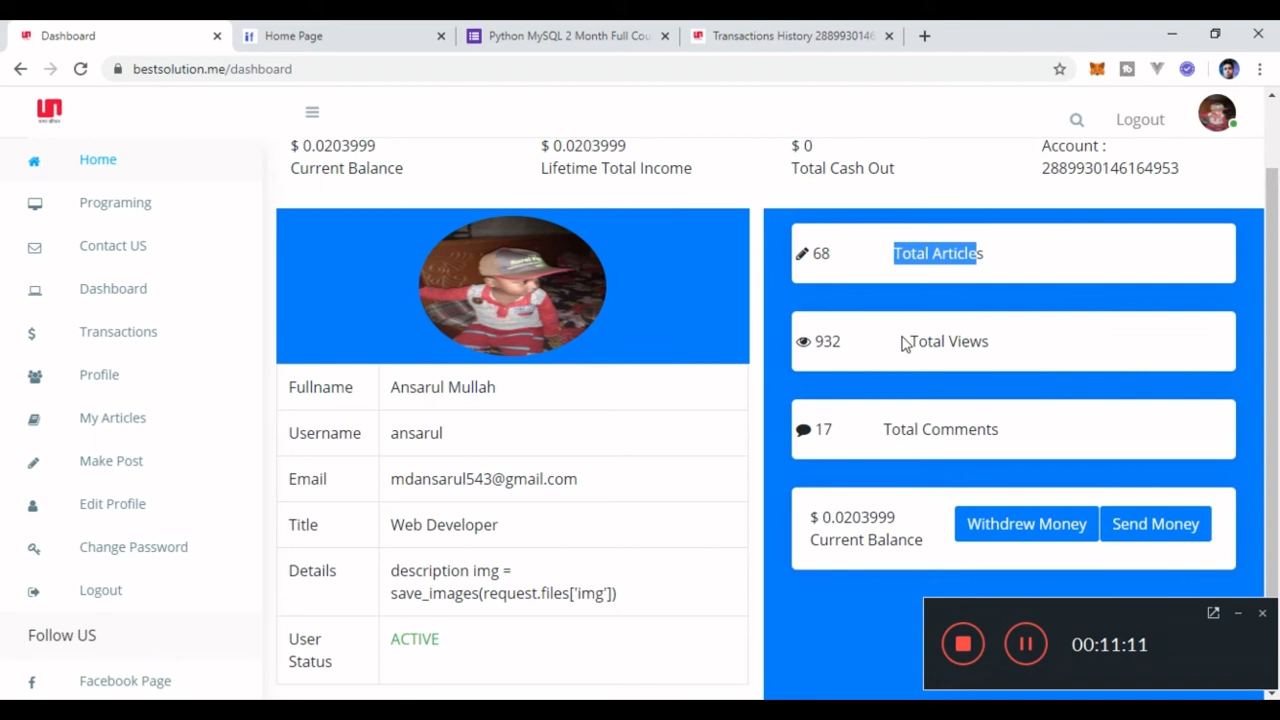 Dashboard
Home Page
Python MySQL 2 Month Full Cou
Transactions History 2889930146
bestsolution.me/dashboard
Logout
Home
Programing
Contact US
Dashboard
Transactions
Profile
My Articles
Make Post
Edit Profile
Change Password
Logout
Follow US
Facebook Page
$ 0.0203999
Current Balance
$ 0.0203999
Lifetime Total Income
$ 0
Total Cash Out
Account :
2889930146164953
Fullname Ansarul Mullah
Username ansarul
Email mdansarul543@gmail.com
Title Web Developer
Details description img =
save_images(request.files['img'])
User Status ACTIVE
68 Total Articles
932 Total Views
17 Total Comments
$ 0.0203999
Current Balance
Withdrew Money Send Money
00:11:11